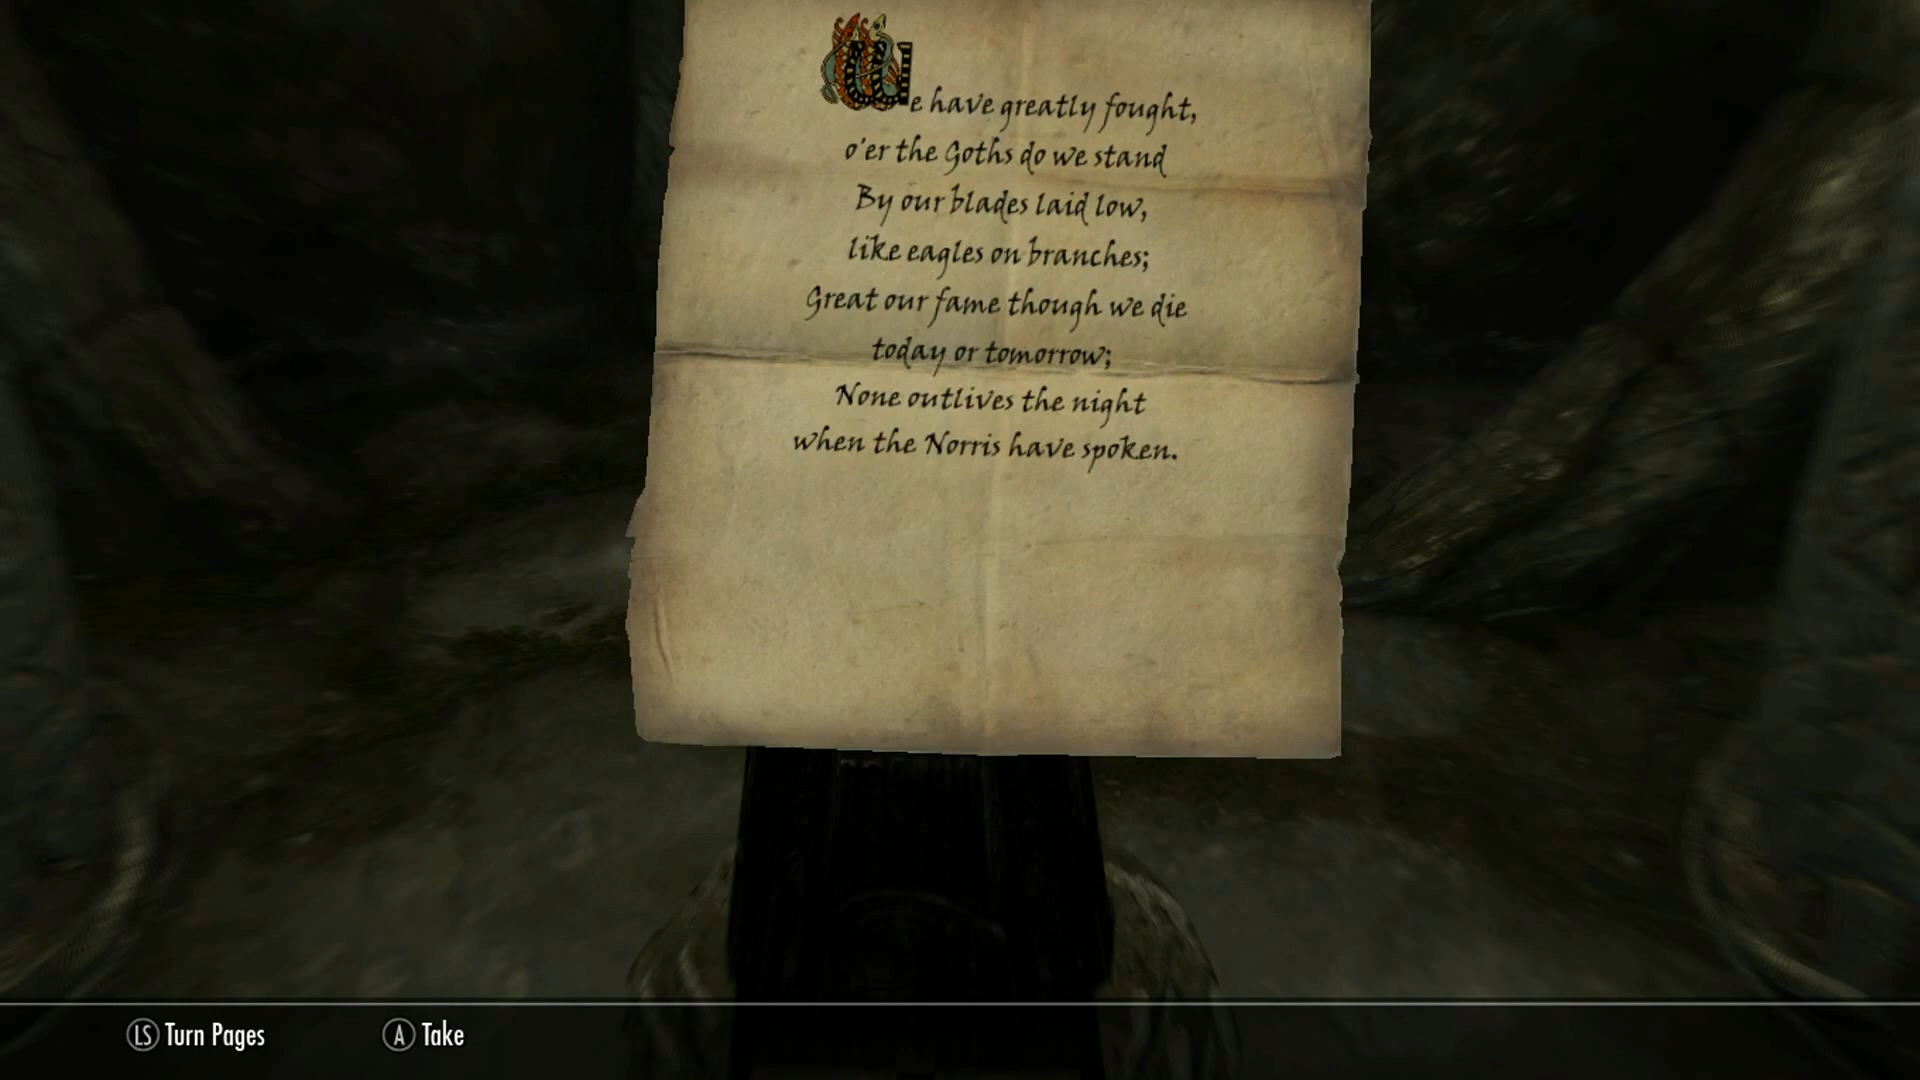 We have greatly fought,
o'er the Goths do we stand
By our blades laid low,
like eagles on branches;
Great our fame though we die
today or tomorrow;
None outlives the night
when the Norris have spoken.
LS Turn Pages
A Take